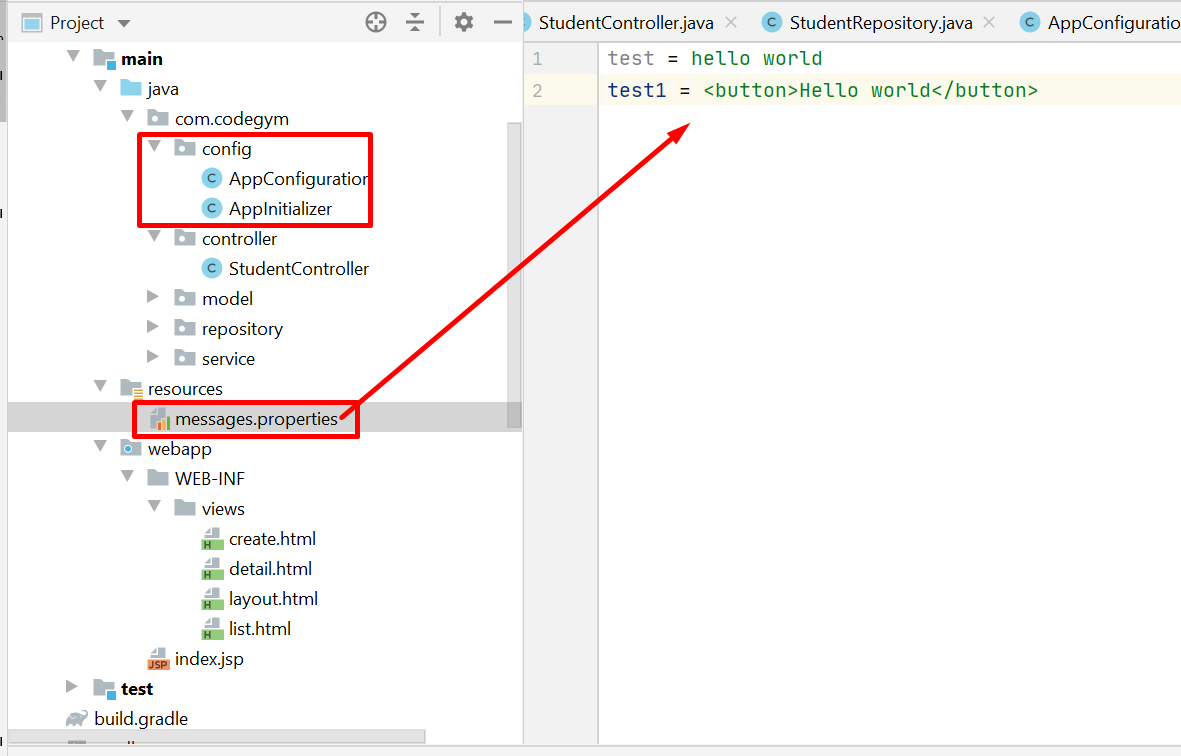 Project
main
java
com.codegym
config
AppConfiguration
AppInitializer
controller
StudentController
model
repository
service
resources
messages.properties
webapp
WEB-INF
views
create.html
detail.html
layout.html
list.html
index.jsp
test
build.gradle
StudentController.java StudentRepository.java AppConfiguratio
1 test = hello world
2 test1 = <button>Hello world</button>